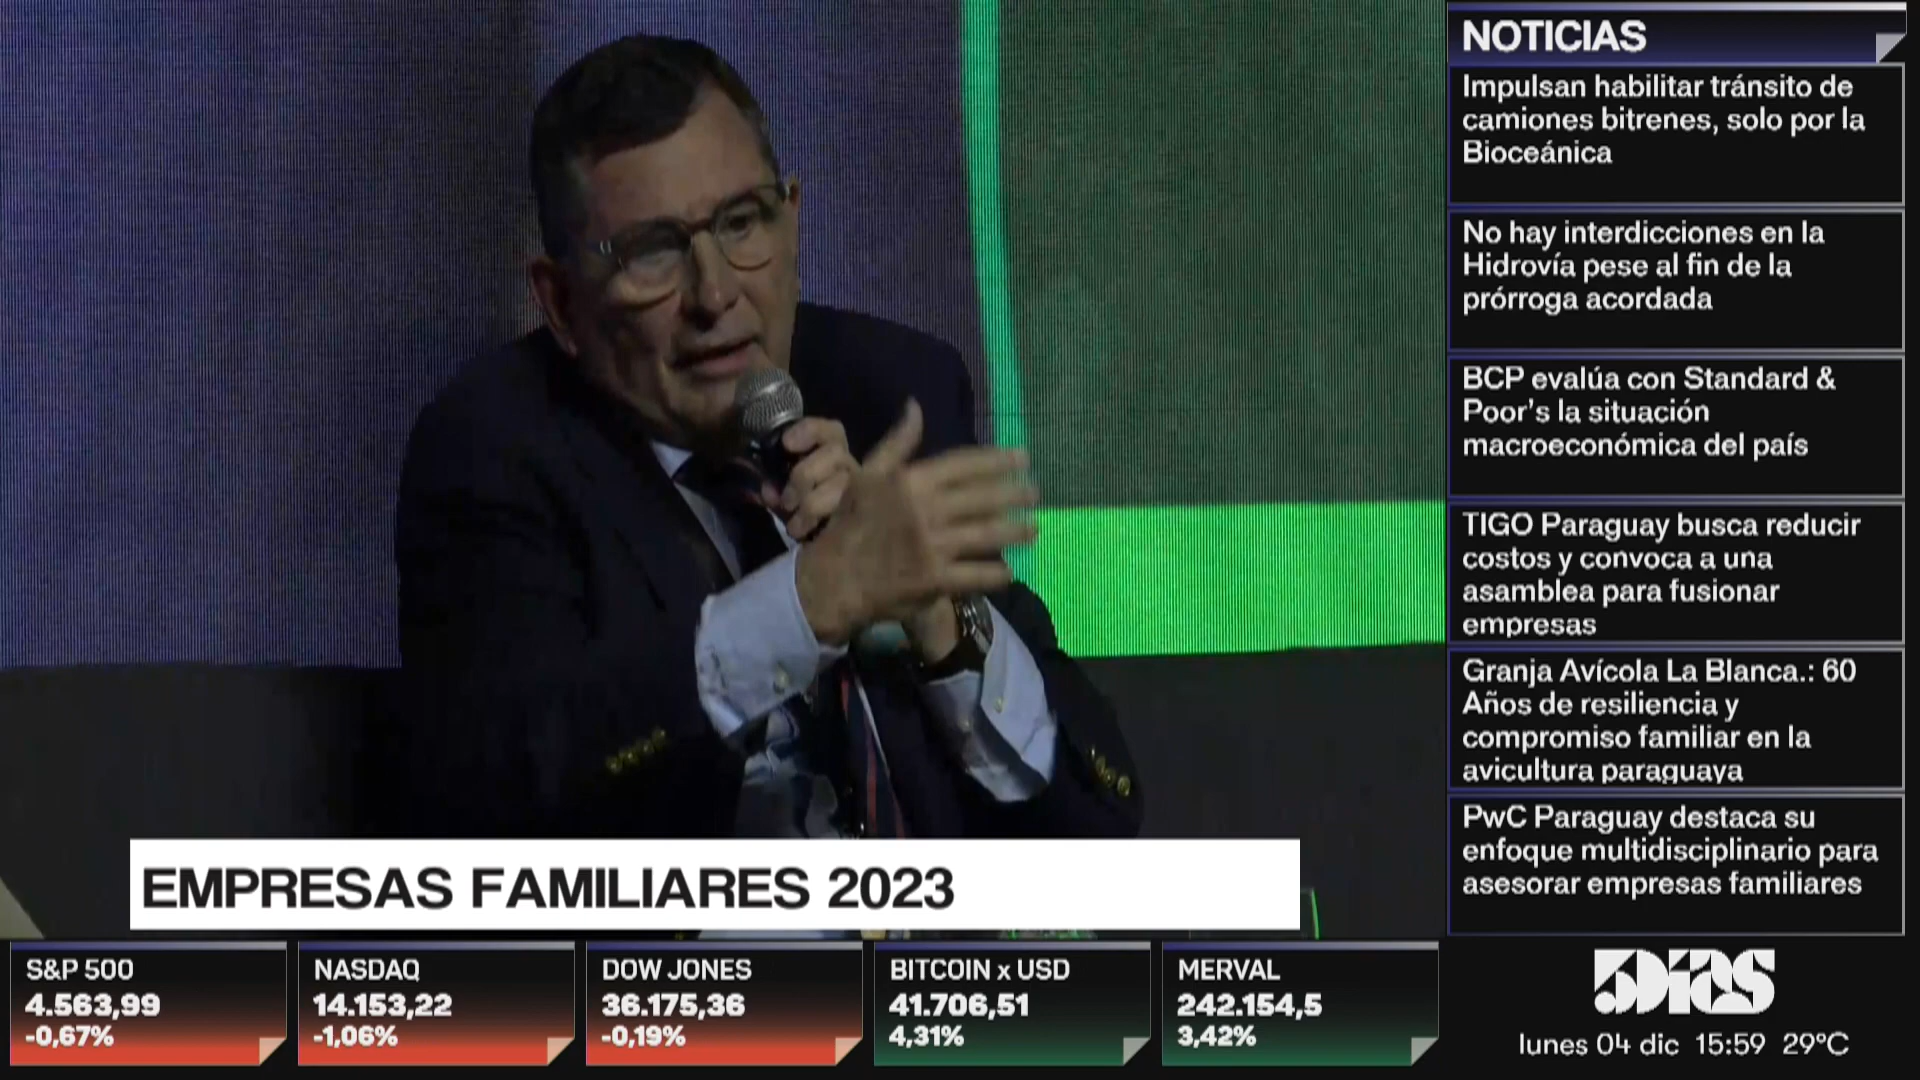 NOTICIAS
Impulsan habilitar tránsito de
camiones bitrenes, solo por la
Bioceánica
No hay interdicciones en la
Hidrovía pese al fin de la
prórroga acordada
BCP evalúa con Standard &
Poor's la situación
macroeconómica del país
TIGO Paraguay busca reducir
costos y convoca a una
asamblea para fusionar
empresas
Granja Avícola La Blanca.: 60
Años de resiliencia y
compromiso familiar en la
avicultura paraguaya
PwC Paraguay destaca su
enfoque multidisciplinario para
asesorar empresas familiares
EMPRESAS FAMILIARES 2023
S&P 500
4.563,99
-0,67%
NASDAQ
14.153,22
-1,06%
DOW JONES
36.175,36
-0,19%
BITCOIN x USD
41.706,51
4,31%
MERVAL
242.154,5
3,42%
5DIAS
lunes 04 dic 15:59 29°C